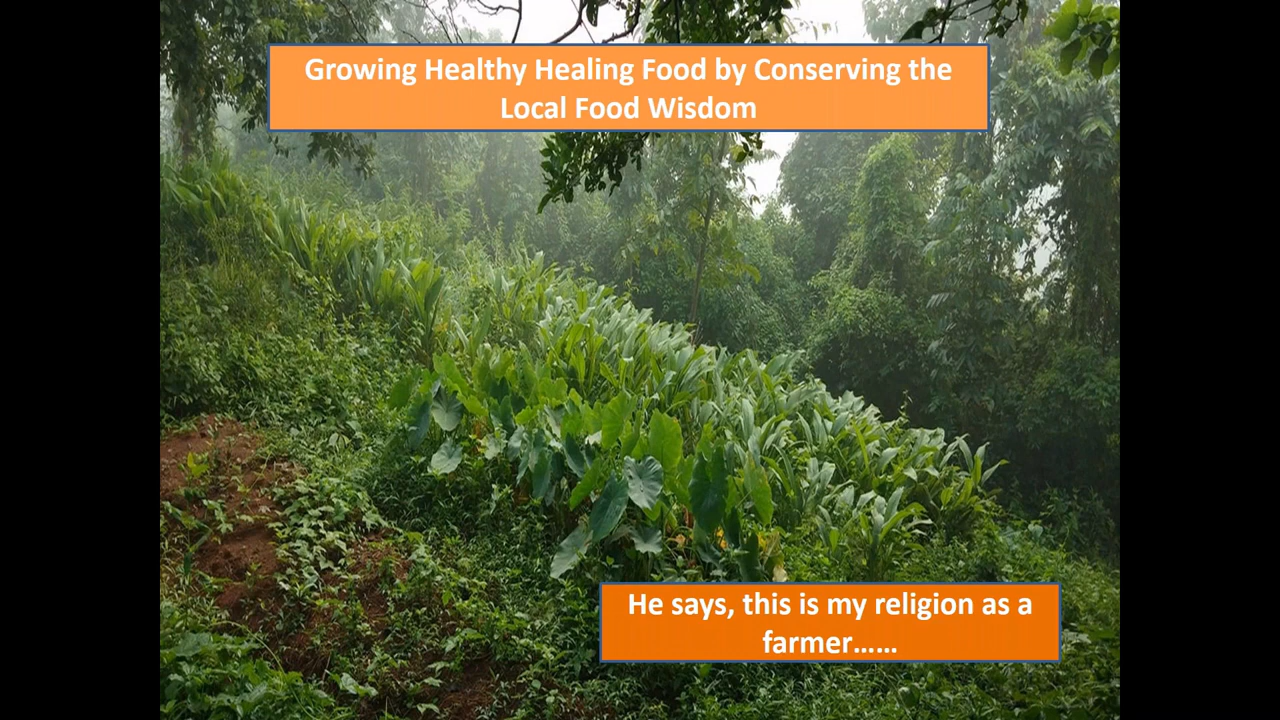 Growing Healthy Healing Food by Conserving the
Local Food Wisdom
He says, this is my religion as a
farmer……